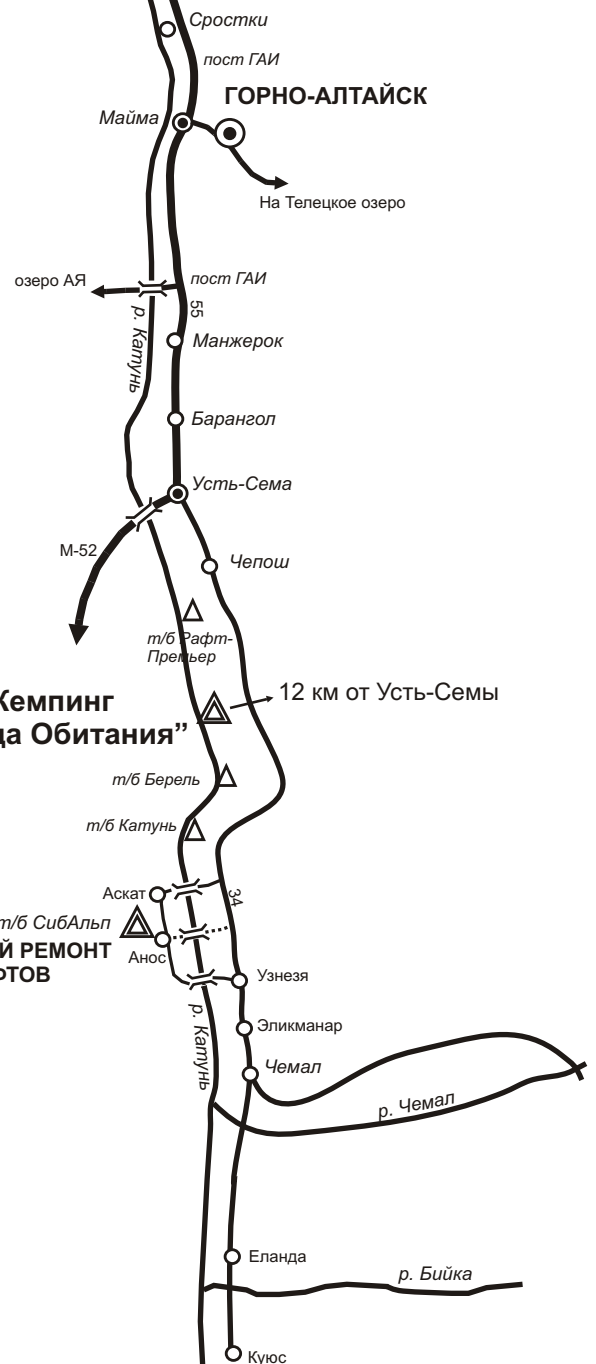 Сростки
пост ГАИ
ГОРНО-АЛТАЙСК
Майма
На Телецкое озеро
озеро АЯ
пост ГАИ
55
р. Катунь
Манжерок
Барангол
Усть-Сема
М-52
Чепош
т/б Рафт-
Премьер
Кемпинг
12 км от Усть-Семы
да Обитания”
т/б Берель
т/б Катунь
Аскат
34
т/б СибАльп
Й РЕМОНТ
Анос
ФТОВ
Узнезя
р. Катунь
Эликманар
Чемал
р. Чемал
Еланда
р. Бийка
Куюс